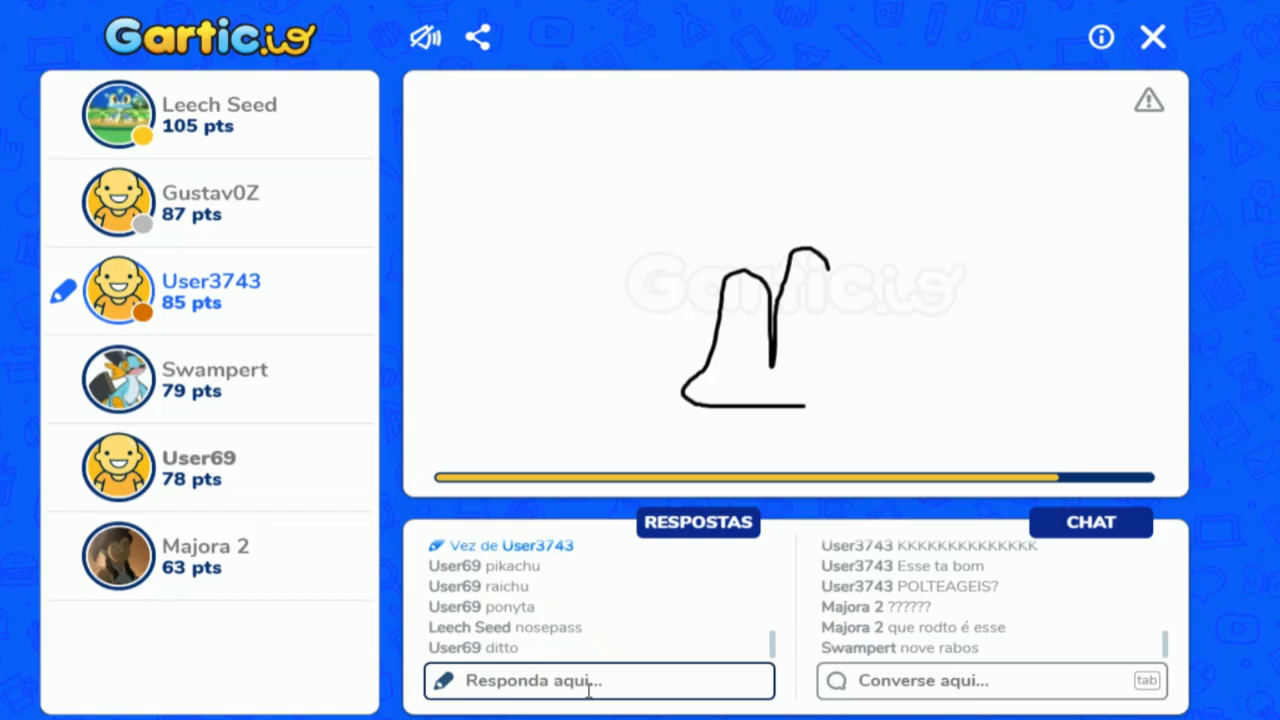 Gartic.io
Leech Seed
105 pts
Gustav0Z
87 pts
User3743
85 pts
Swampert
79 pts
User69
78 pts
Majora 2
63 pts
Gartic.io
RESPOSTAS
Vez de User3743
User69 pikachu
User69 raichu
User69 ponyta
Leech Seed nosepass
User69 ditto
Responda aqui...
CHAT
User3743 KKKKKKKKKKKKKK
User3743 Esse ta bom
User3743 POLTEAGEIS?
Majora 2 ??????
Majora 2 que rodto é esse
Swampert nove rabos
Converse aqui...
tab